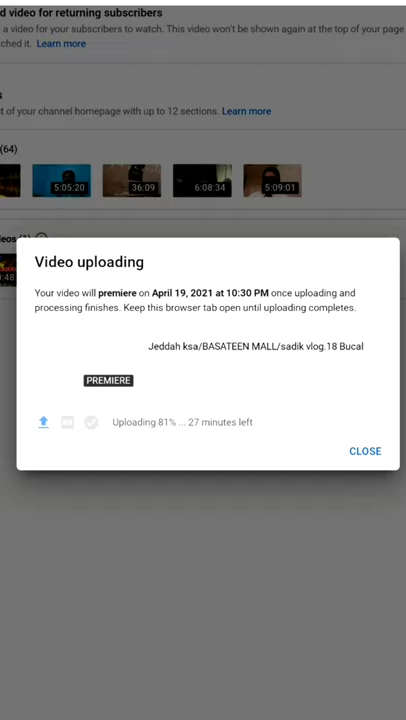 d video for returning subscribers
a video for your subscribers to watch. This video won't be shown again at the top of your page
ched it. Learn more
s
t of your channel homepage with up to 12 sections. Learn more
(64)
5:05:20
36:09
6:08:34
5:09:01
deos (1)
:48
Video uploading
Your video will premiere on April 19, 2021 at 10:30 PM once uploading and
processing finishes. Keep this browser tab open until uploading completes.
Jeddah ksa/BASATEEN MALL/sadik vlog.18 Bucal
PREMIERE
Uploading 81% ... 27 minutes left
CLOSE